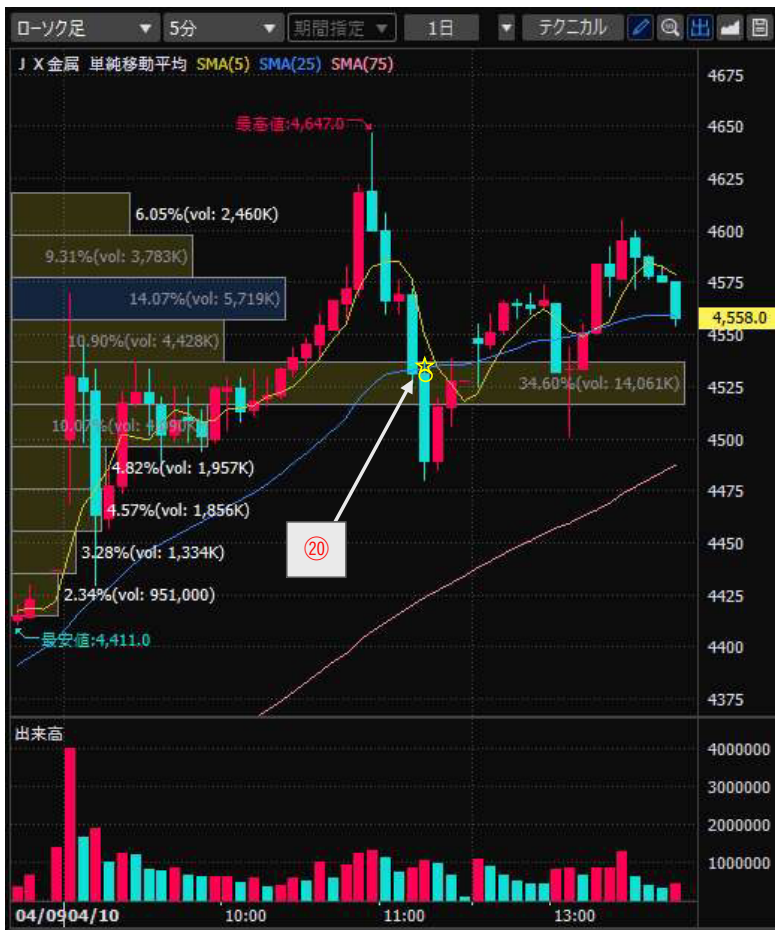 ローソク足 5分 期間指定 1日 テクニカル
JX金属 単純移動平均 SMA(5) SMA(25) SMA(75)
4675
最高値:4,647.0
4650
4625
6.05%(vol: 2,460K)
4600
9.31%(vol: 3,783K)
4575
14.07%(vol: 5,719K)
4,558.0
10.90%(vol: 4,428K)
4550
34.60%(vol: 14,061K)
4525
10.07%(vol: 4,090K)
4500
4.82%(vol: 1,957K)
4475
4.57%(vol: 1,856K)
⑳
3.28%(vol: 1,334K)
4450
2.34%(vol: 951,000)
4425
最安値:4,411.0
4400
4375
出来高
4000000
3000000
2000000
1000000
04/09 04/10 10:00 11:00 13:00